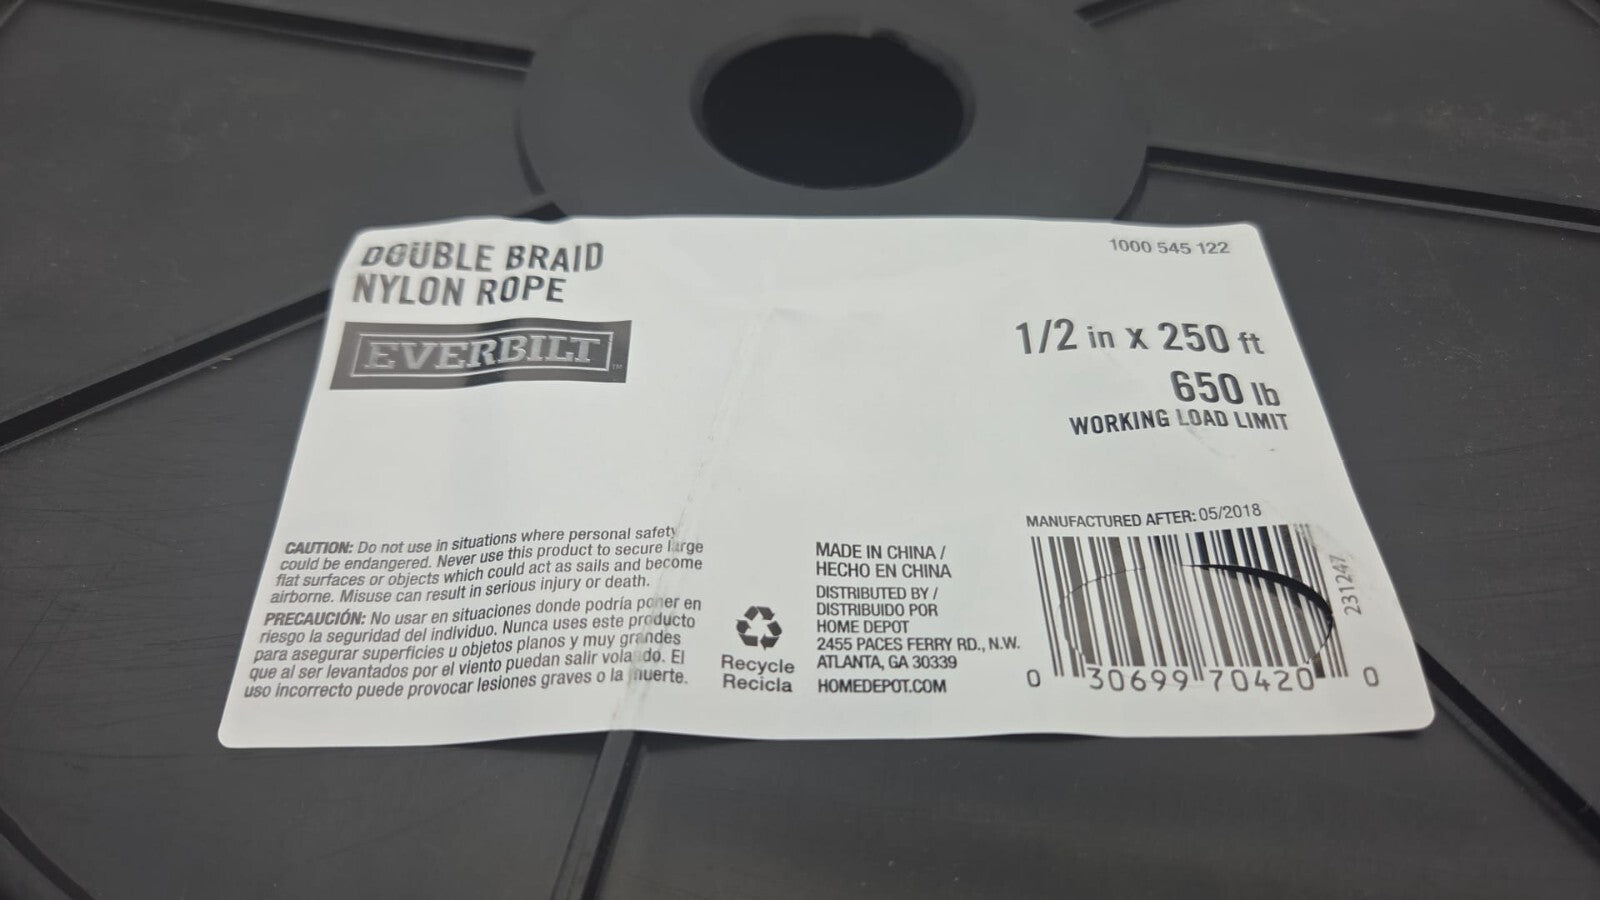 DOUBLE BRAID
NYLON ROPE
EVERBILT™
1000 545 122
1/2 in x 250 ft
650 lb
WORKING LOAD LIMIT
CAUTION: Do not use in situations where personal safety
could be endangered. Never use this product to secure large
flat surfaces or objects which could act as sails and become
airborne. Misuse can result in serious injury or death.
PRECAUCIÓN: No usar en situaciones donde podría poner en
riesgo la seguridad del individuo. Nunca uses este producto
para asegurar superficies u objetos planos y muy grandes
que al ser levantados por el viento puedan salir volando. El
uso incorrecto puede provocar lesiones graves o la muerte.
Recycle
Recicla
MADE IN CHINA /
HECHO EN CHINA
DISTRIBUTED BY /
DISTRIBUIDO POR
HOME DEPOT
2455 PACES FERRY RD., N.W.
ATLANTA, GA 30339
HOMEDEPOT.COM
MANUFACTURED AFTER: 05/2018
231247
0 30699 70420 0